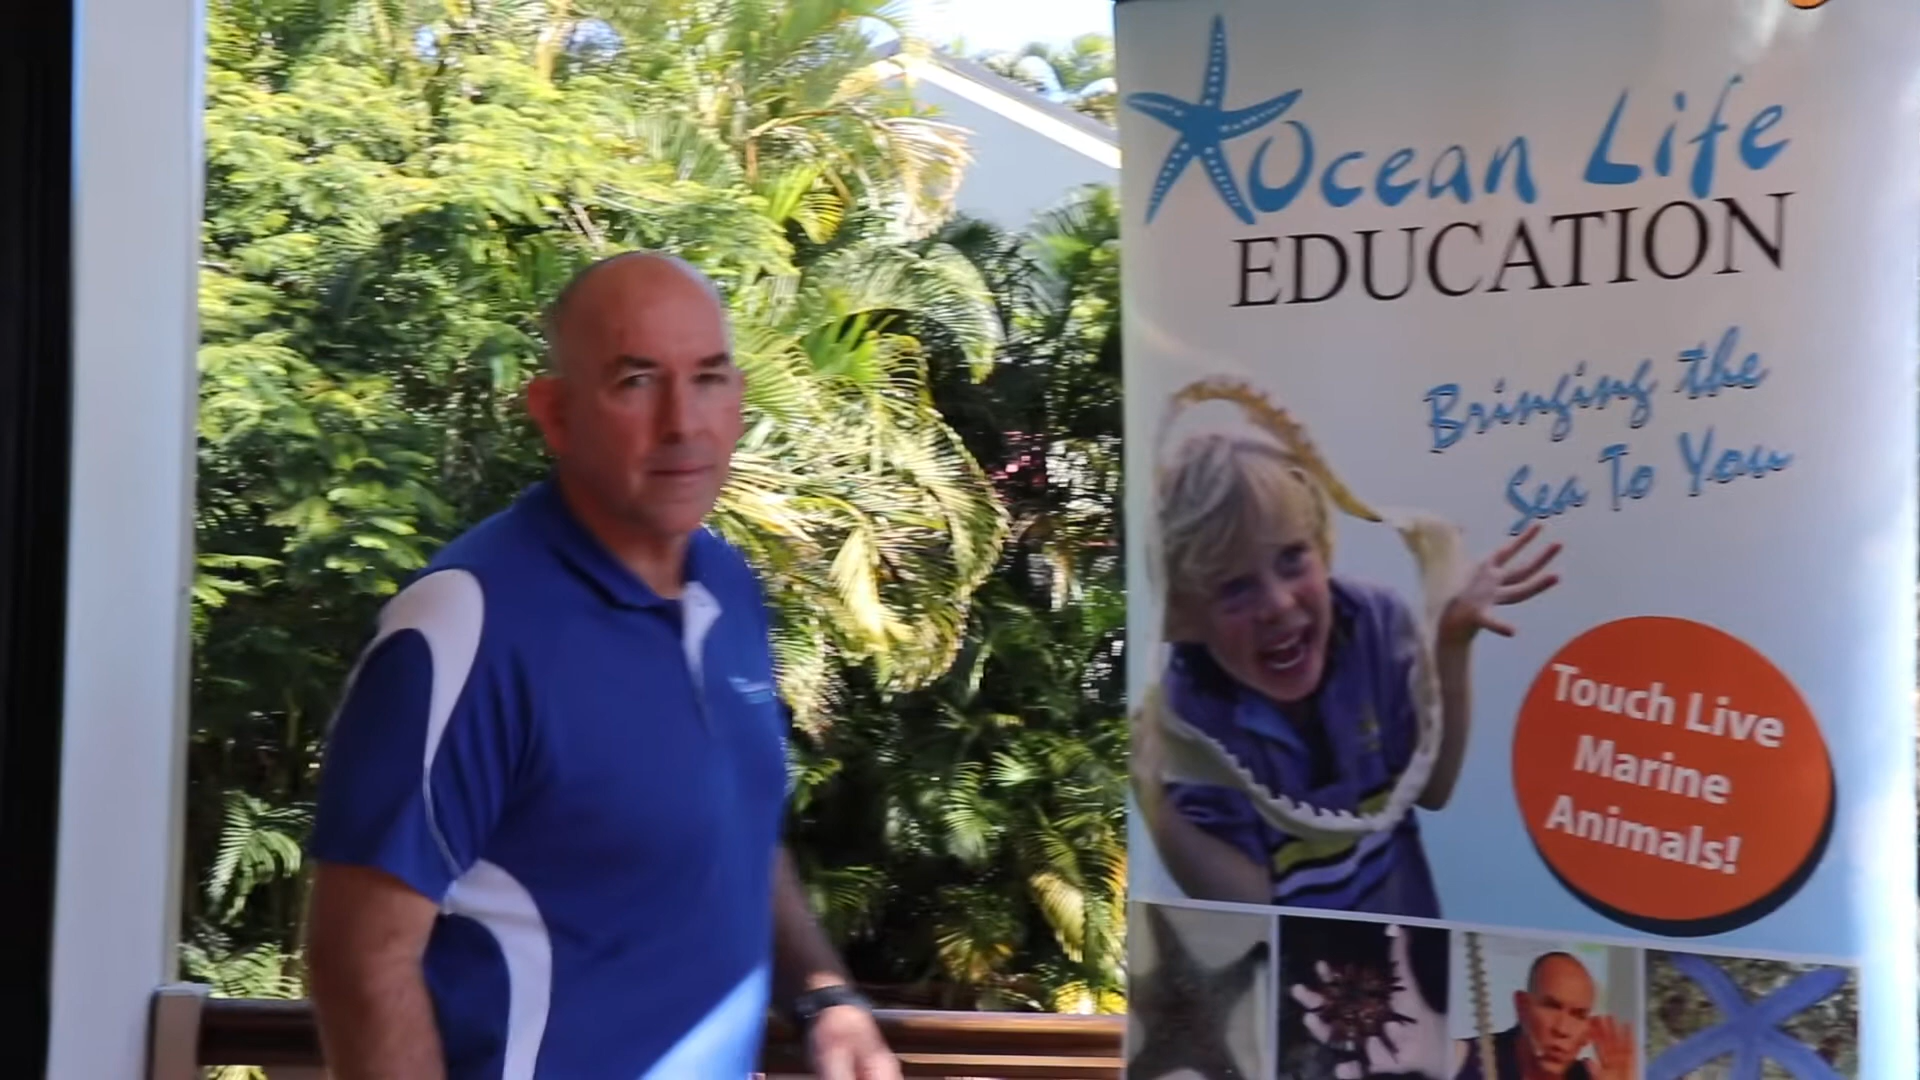 Ocean Life
EDUCATION
Bringing the
Sea To You
Touch Live
Marine
Animals!